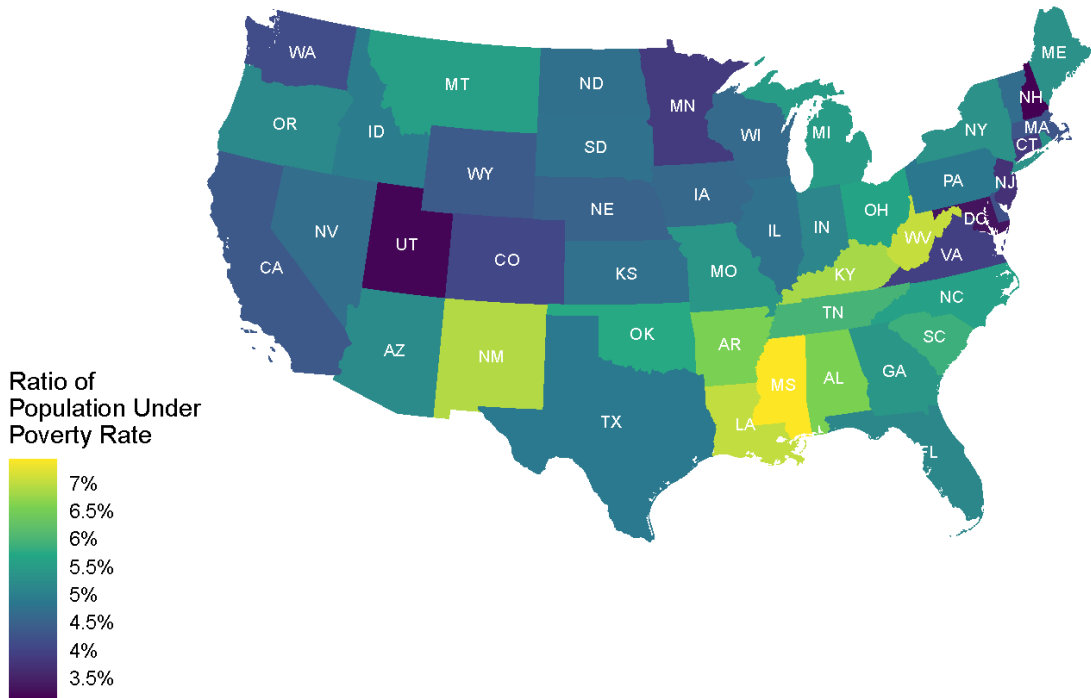 WA
MT
ND
MN
ME
NH
OR
ID
WI
MI
NY
MA
CT
WY
SD
IA
PA
NJ
NE
OH
DC
NV
UT
CO
IL
IN
WV
VA
CA
KS
MO
KY
NC
TN
AZ
NM
OK
AR
SC
MS
AL
GA
TX
LA
FL
Ratio of
Population Under
Poverty Rate
7%
6.5%
6%
5.5%
5%
4.5%
4%
3.5%